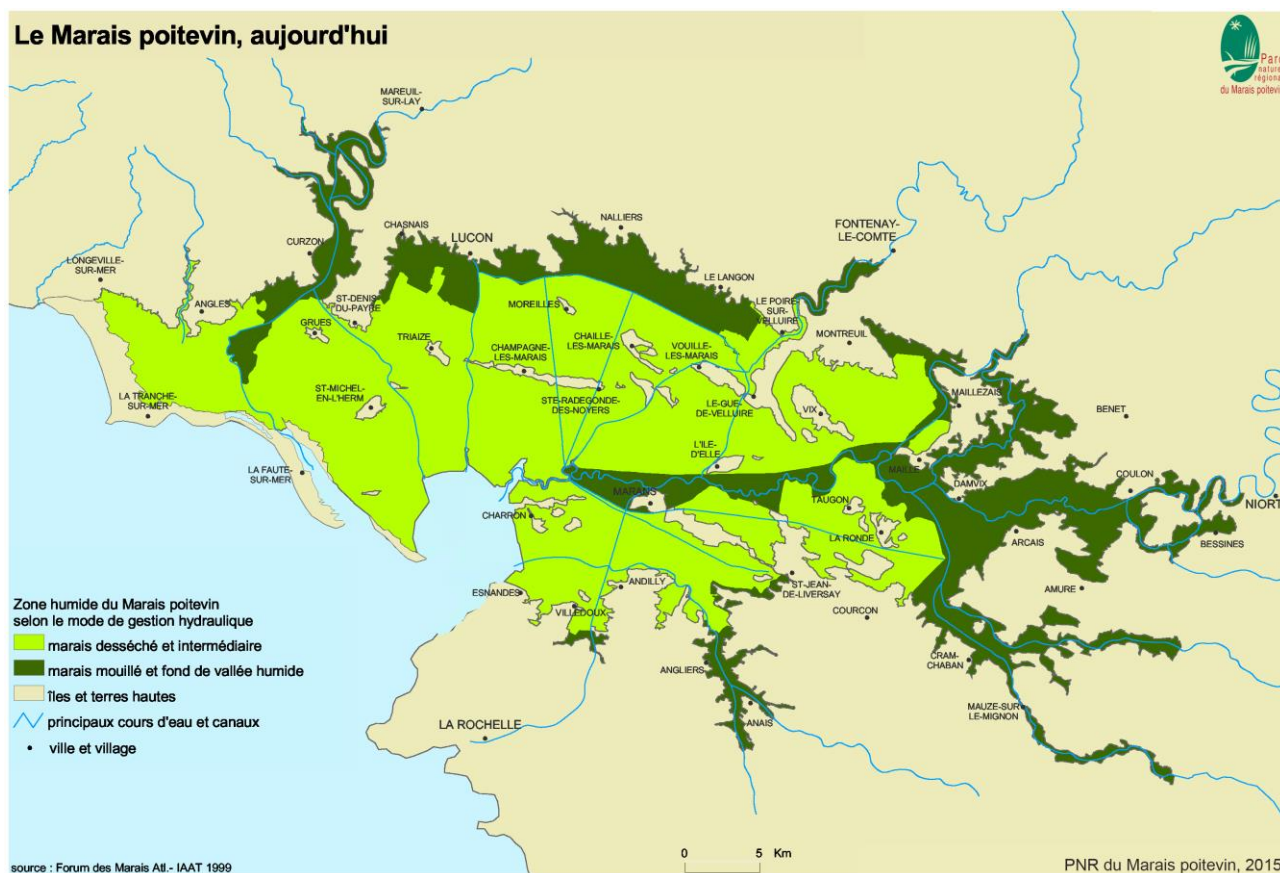 Le Marais poitevin, aujourd'hui
Parc
naturel
régional
du Marais poitevin
MAREUIL-
SUR-LAY
NALLIERS
CHASNAIS
LUCON
FONTENAY-
LE-COMTE
CURZON
LONGEVILLE-
SUR-MER
LE LANGON
ANGLES
ST-DENIS
DU-PAYRE
MOREILLES
LE POIRE
SUR-
VELLUIRE
GRUES
TRIAIZE
CHAILLE-
LES-MARAIS
MONTREUIL
CHAMPAGNE-
LES-MARAIS
VOUILLE-
LES-MARAIS
ST-MICHEL-
EN-L'HERM
LA TRANCHE-
SUR-MER
STE-RADEGONDE-
DES-NOYERS
LE-GUE-
DE-VELLUIRE
VIX
MAILLEZAIS
BENET
L'ILE-
D'ELLE
MAILLE
LA FAUTE-
SUR-MER
DAMVIX
COULON
MARANS
TAUGON
NIORT
CHARRON
LA RONDE
ARCAIS
BESSINES
ESNANDES
ANDILLY
ST-JEAN-
DE-LIVERSAY
AMURE
VILLEDOUX
COURCON
Zone humide du Marais poitevin
selon le mode de gestion hydraulique
marais desséché et intermédiaire
marais mouillé et fond de vallée humide
îles et terres hautes
principaux cours d'eau et canaux
ville et village
ANGLIERS
CRAM-
CHABAN
ANAIS
MAUZE-SUR
LE-MIGNON
LA ROCHELLE
0 5 Km
source : Forum des Marais Atl.- IAAT 1999
PNR du Marais poitevin, 2015